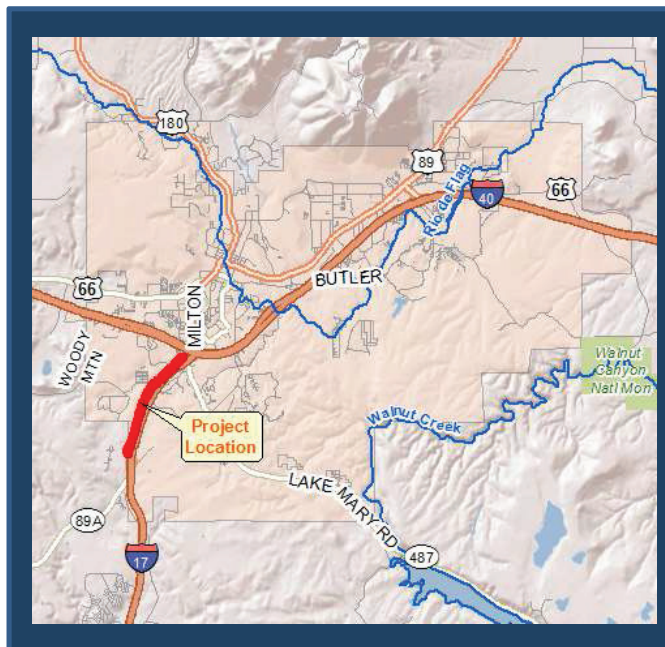 180
89
Rio de Flag
40
66
BUTLER
66
MILTON
WOODY
MTN
Walnut
Canyon
Natl Mon
Project
Location
Walnut Creek
LAKE MARY RD
89A
487
17